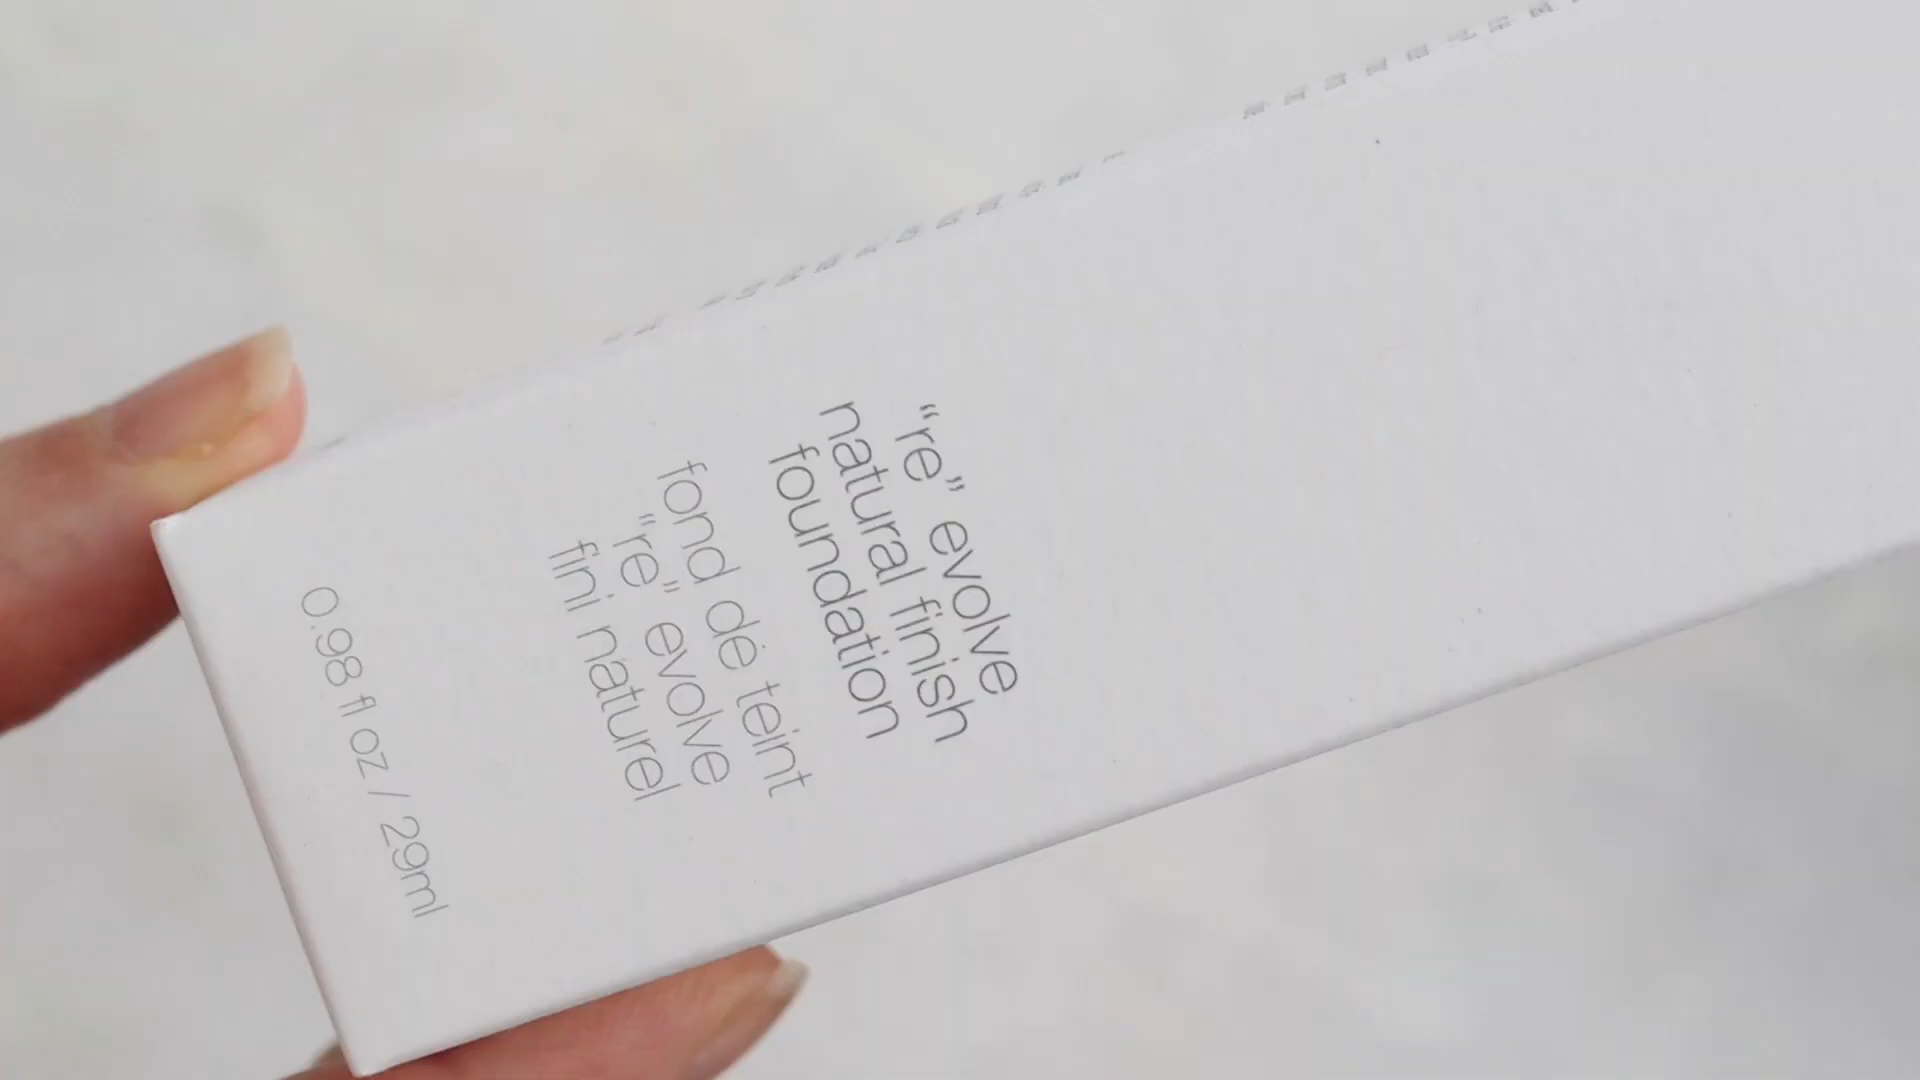 “re” evolve
natural finish
foundation
fond de teint
“re” evolve
fini naturel
0.98 fl oz / 29ml